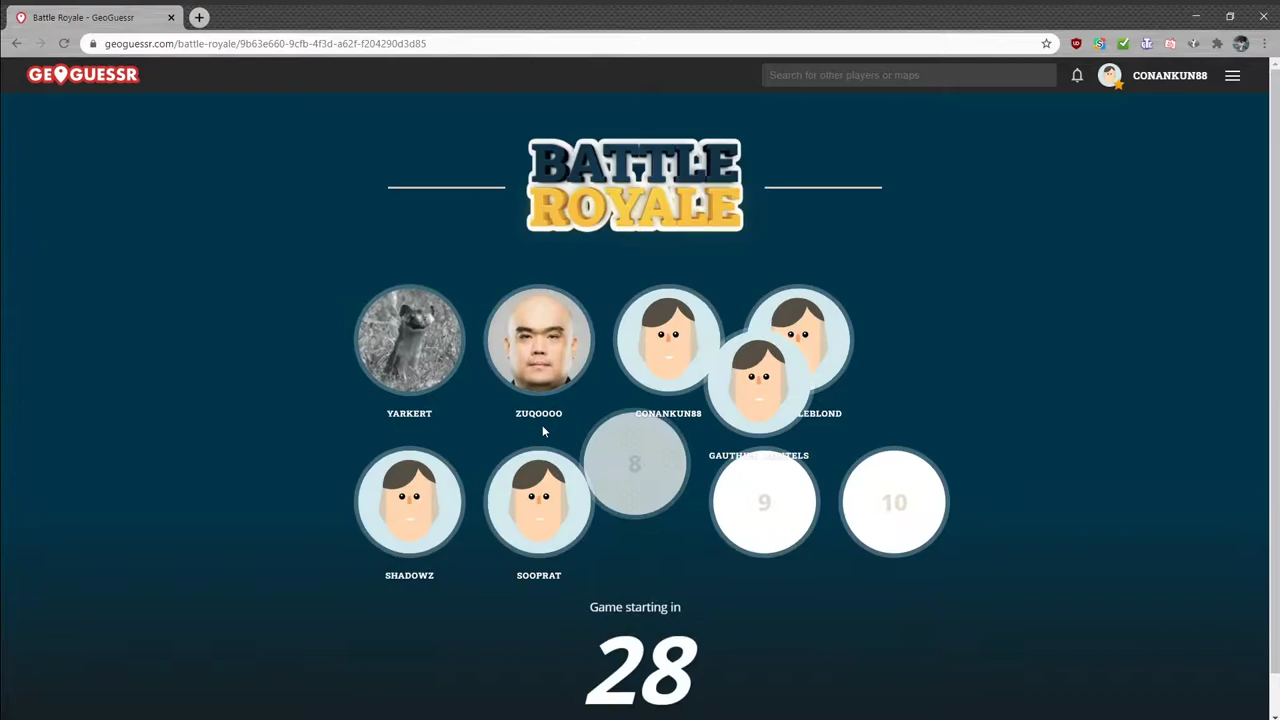 Battle Royale - GeoGuessr
geoguessr.com/battle-royale/9b63e660-9cfb-4f3d-a62f-f204290d3d85
GEOGUESSR
Search for other players or maps
CONANKUN88
BATTLE
ROYALE
YARKERT
ZUQOOOO
CONANKUN88
LEBLOND
8
9
10
SHADOWZ
SOOPRAT
Game starting in
28